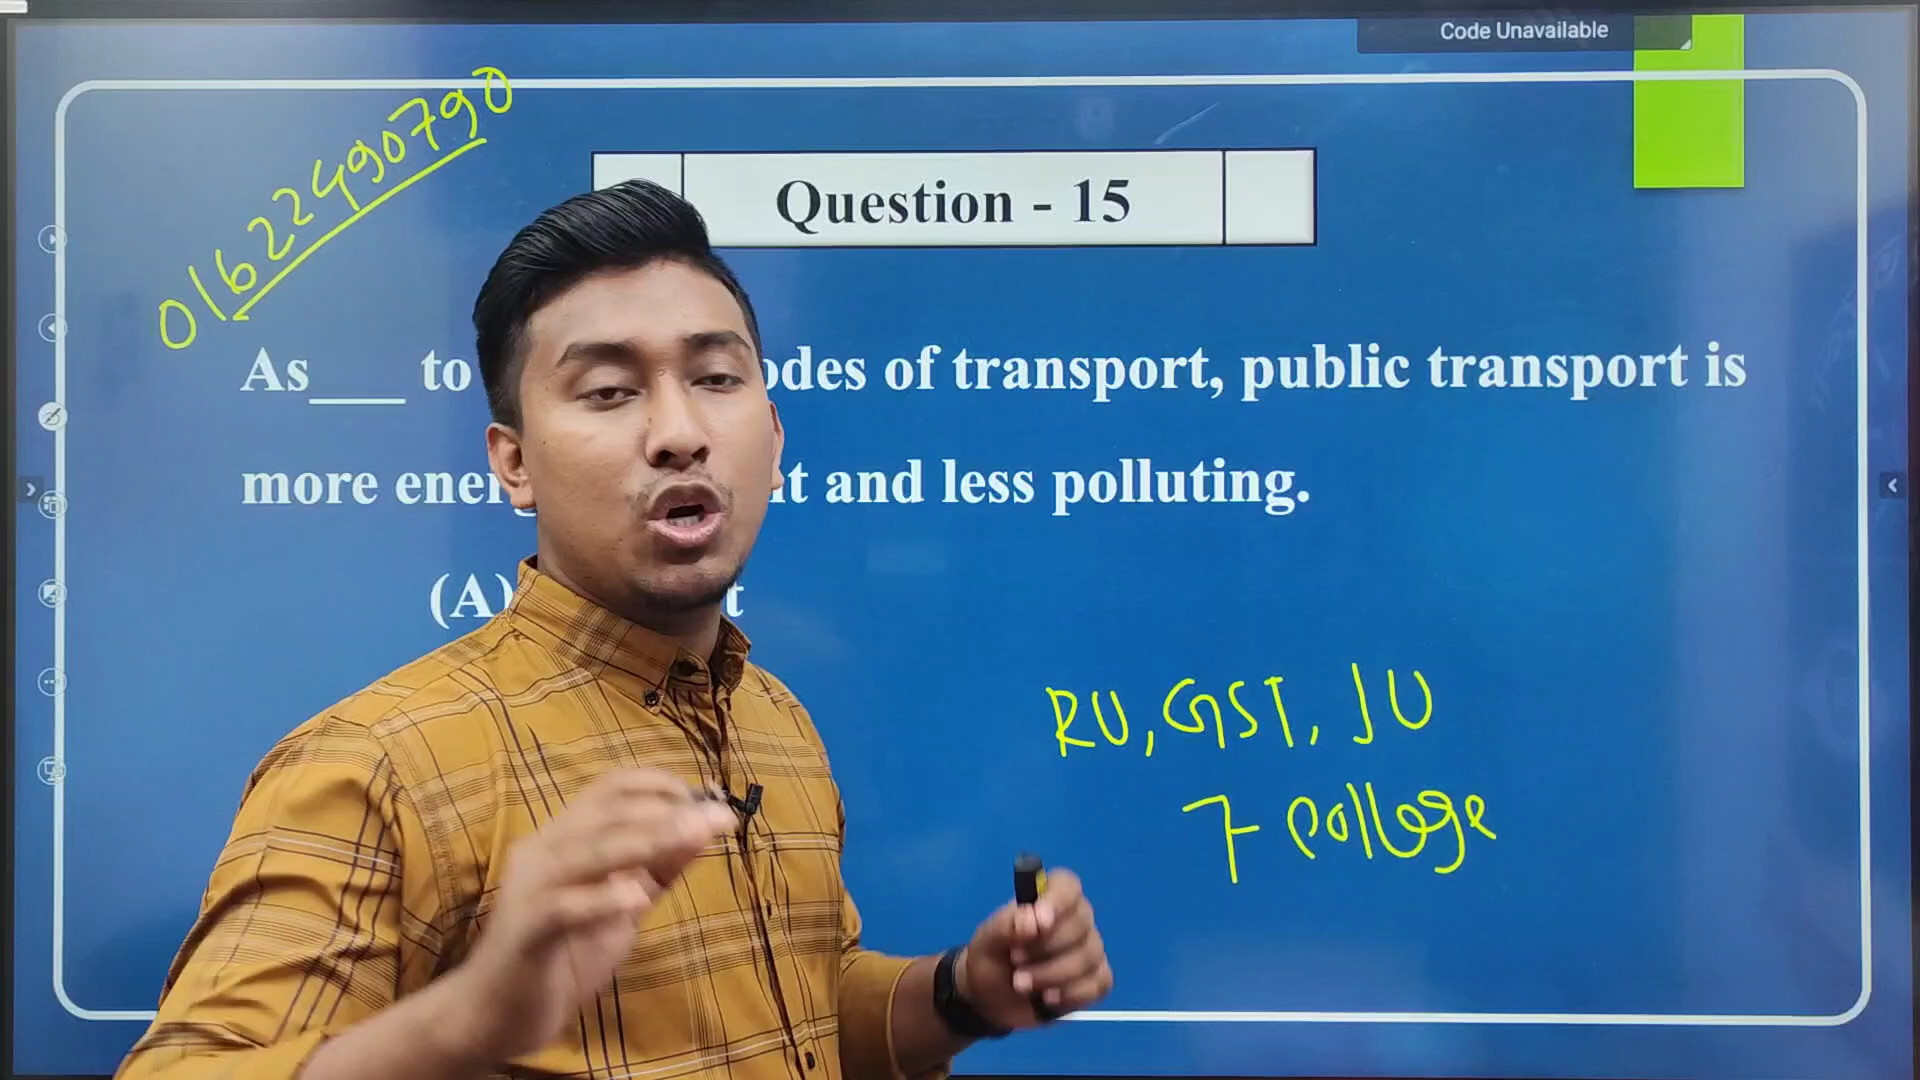 Code Unavailable
01622490790
Question - 15
As___ to odes of transport, public transport is
more ener t and less polluting.
(A) t
RU, GST, JU
7 college